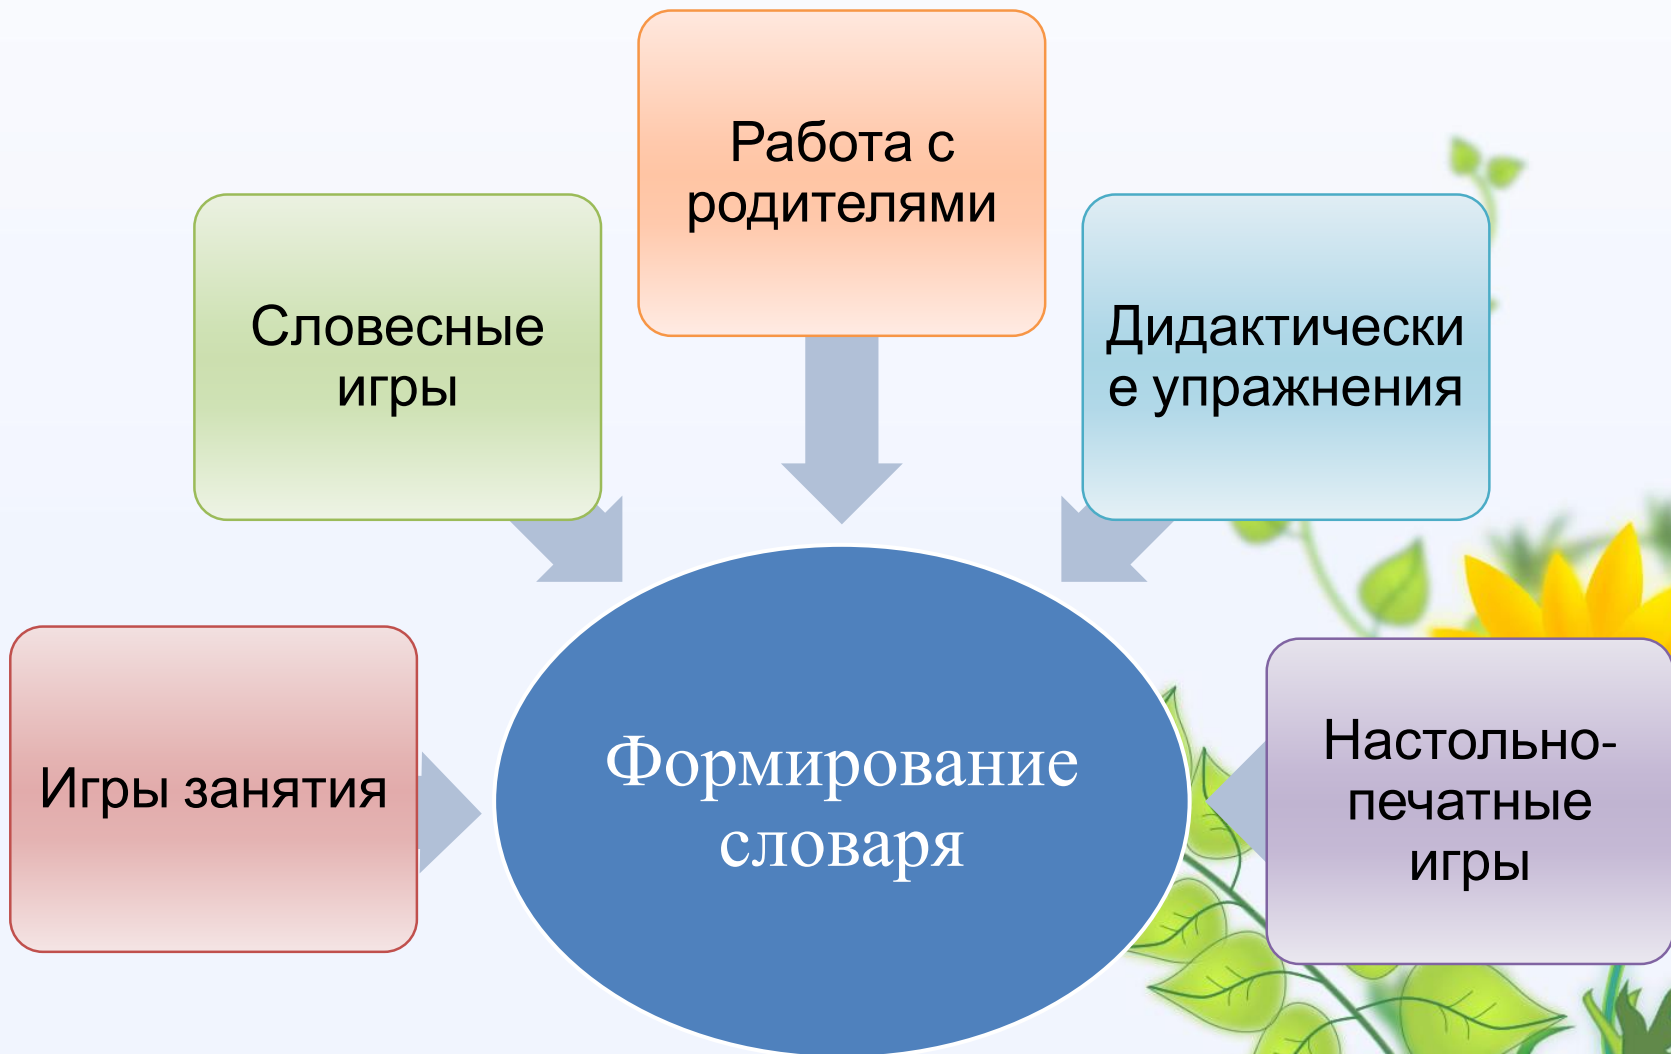 Работа с
родителями
Словесные
игры
Дидактически
е упражнения
Игры занятия
Формирование
словаря
Настольно-
печатные
игры